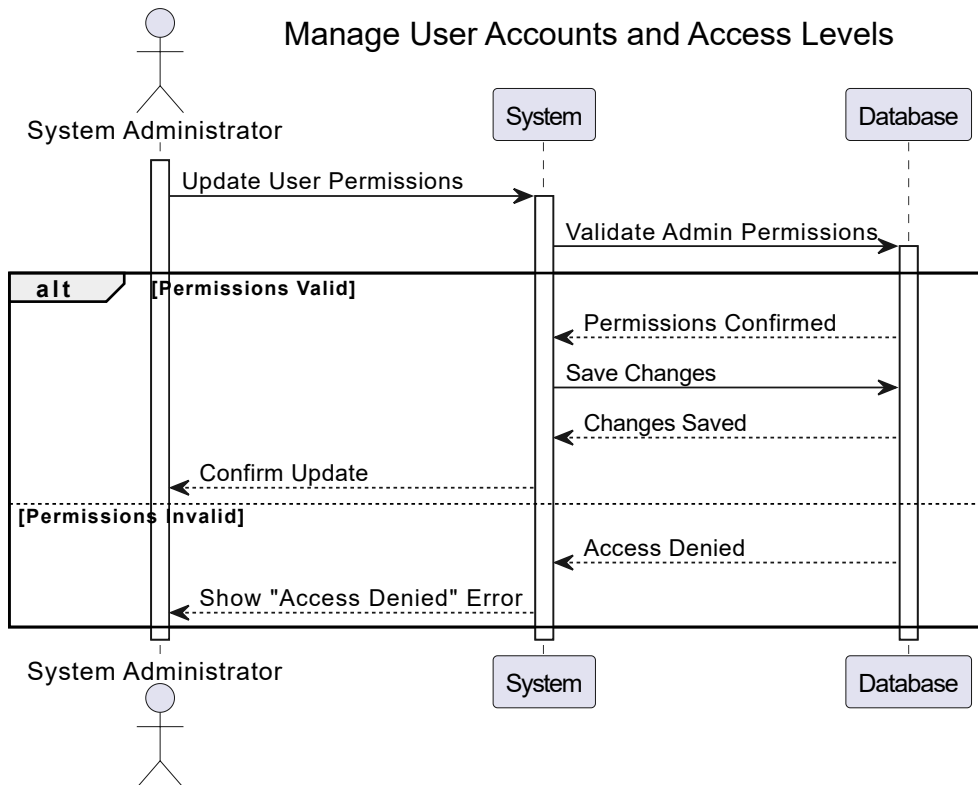 Manage User Accounts and Access Levels
System Administrator
System
Database
Update User Permissions
Validate Admin Permissions
alt
[Permissions Valid]
Permissions Confirmed
Save Changes
Changes Saved
Confirm Update
[Permissions Invalid]
Access Denied
Show "Access Denied" Error
System Administrator
System
Database